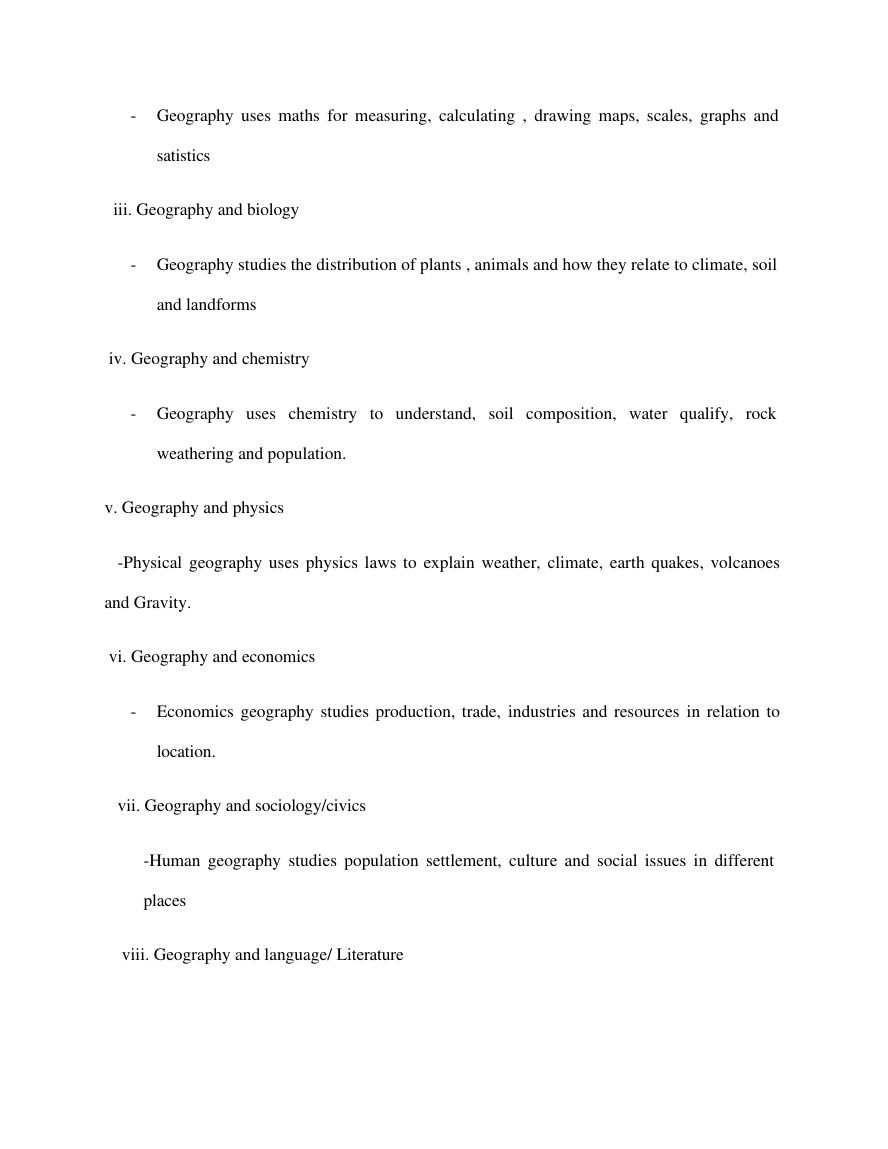 - Geography uses maths for measuring, calculating , drawing maps, scales, graphs and
satistics
iii. Geography and biology
- Geography studies the distribution of plants , animals and how they relate to climate, soil
and landforms
iv. Geography and chemistry
- Geography uses chemistry to understand, soil composition, water qualify, rock
weathering and population.
v. Geography and physics
-Physical geography uses physics laws to explain weather, climate, earth quakes, volcanoes
and Gravity.
vi. Geography and economics
- Economics geography studies production, trade, industries and resources in relation to
location.
vii. Geography and sociology/civics
-Human geography studies population settlement, culture and social issues in different
places
viii. Geography and language/ Literature